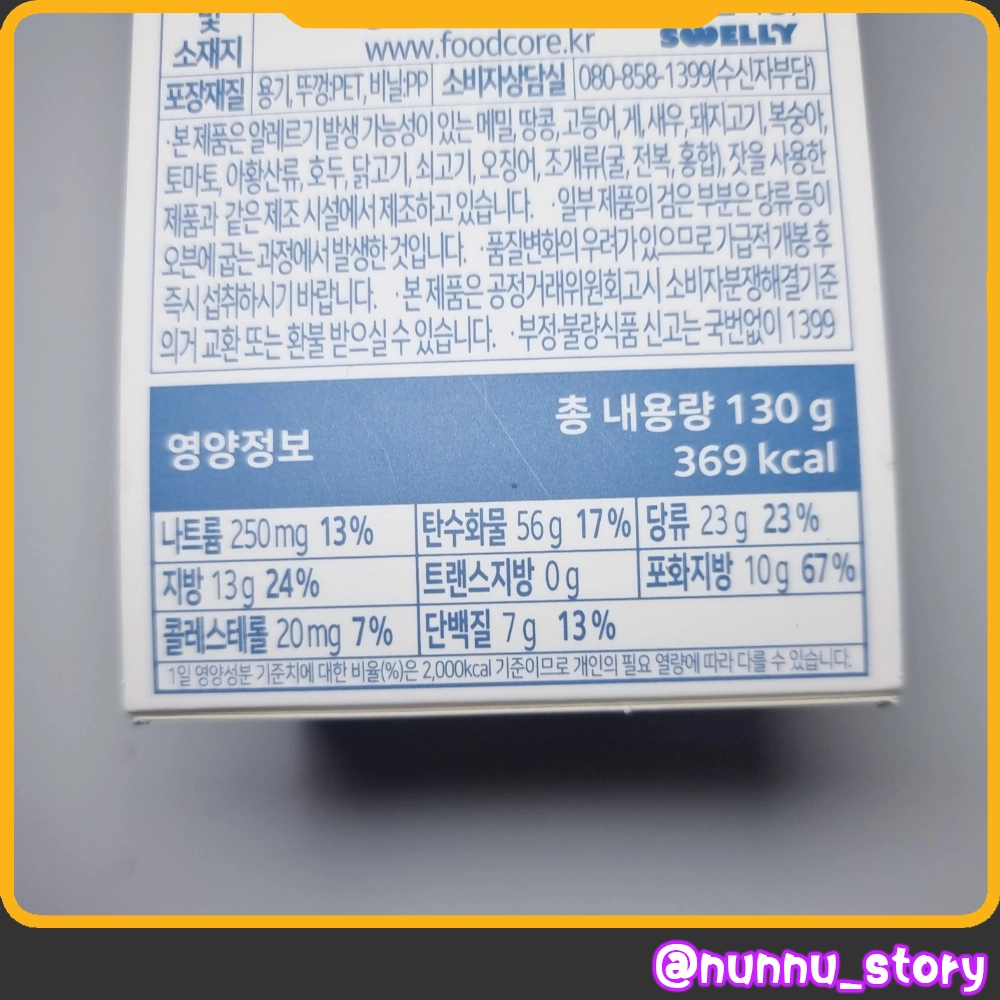 및
소재지
www.foodcore.kr
SWELLY
포장재질 용기,뚜껑:PET, 비닐:PP 소비자상담실 080-858-1399(수신자부담)
·본 제품은 알레르기 발생 가능성이 있는 메밀, 땅콩, 고등어, 게, 새우, 돼지고기, 복숭아,
토마토, 아황산류, 호두, 닭고기, 쇠고기, 오징어, 조개류(굴, 전복, 홍합), 잣을 사용한
제품과 같은 제조 시설에서 제조하고 있습니다. ·일부 제품의 검은 부분은 당류 등이
오븐에 굽는 과정에서 발생한 것입니다. ·품질변화의 우려가 있으므로 가급적 개봉 후
즉시 섭취하시기 바랍니다. ·본 제품은 공정거래위원회고시 소비자분쟁해결기준
의거 교환 또는 환불 받으실 수 있습니다. ·부정·불량식품 신고는 국번없이 1399
영양정보
총 내용량 130 g
369 kcal
나트륨 250 mg 13% 탄수화물 56 g 17% 당류 23 g 23%
지방 13 g 24% 트랜스지방 0 g 포화지방 10 g 67%
콜레스테롤 20 mg 7% 단백질 7 g 13%
1일 영양성분 기준치에 대한 비율(%)은 2,000kcal 기준이므로 개인의 필요 열량에 따라 다를 수 있습니다.
@nunnu_story